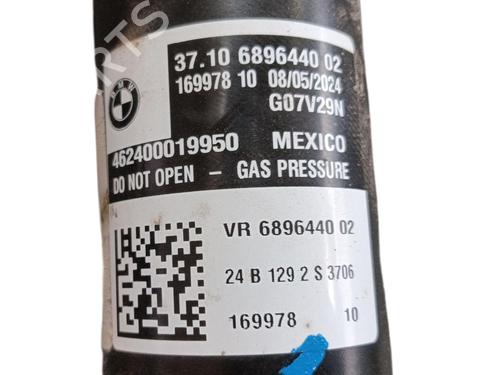 37.10 6896440 02
169978 10 08/05/2024
G07V29N
BMW
462400019950 MEXICO
DO NOT OPEN - GAS PRESSURE
VR 6896440 02
24 B 129 2 S 3706
169978 10